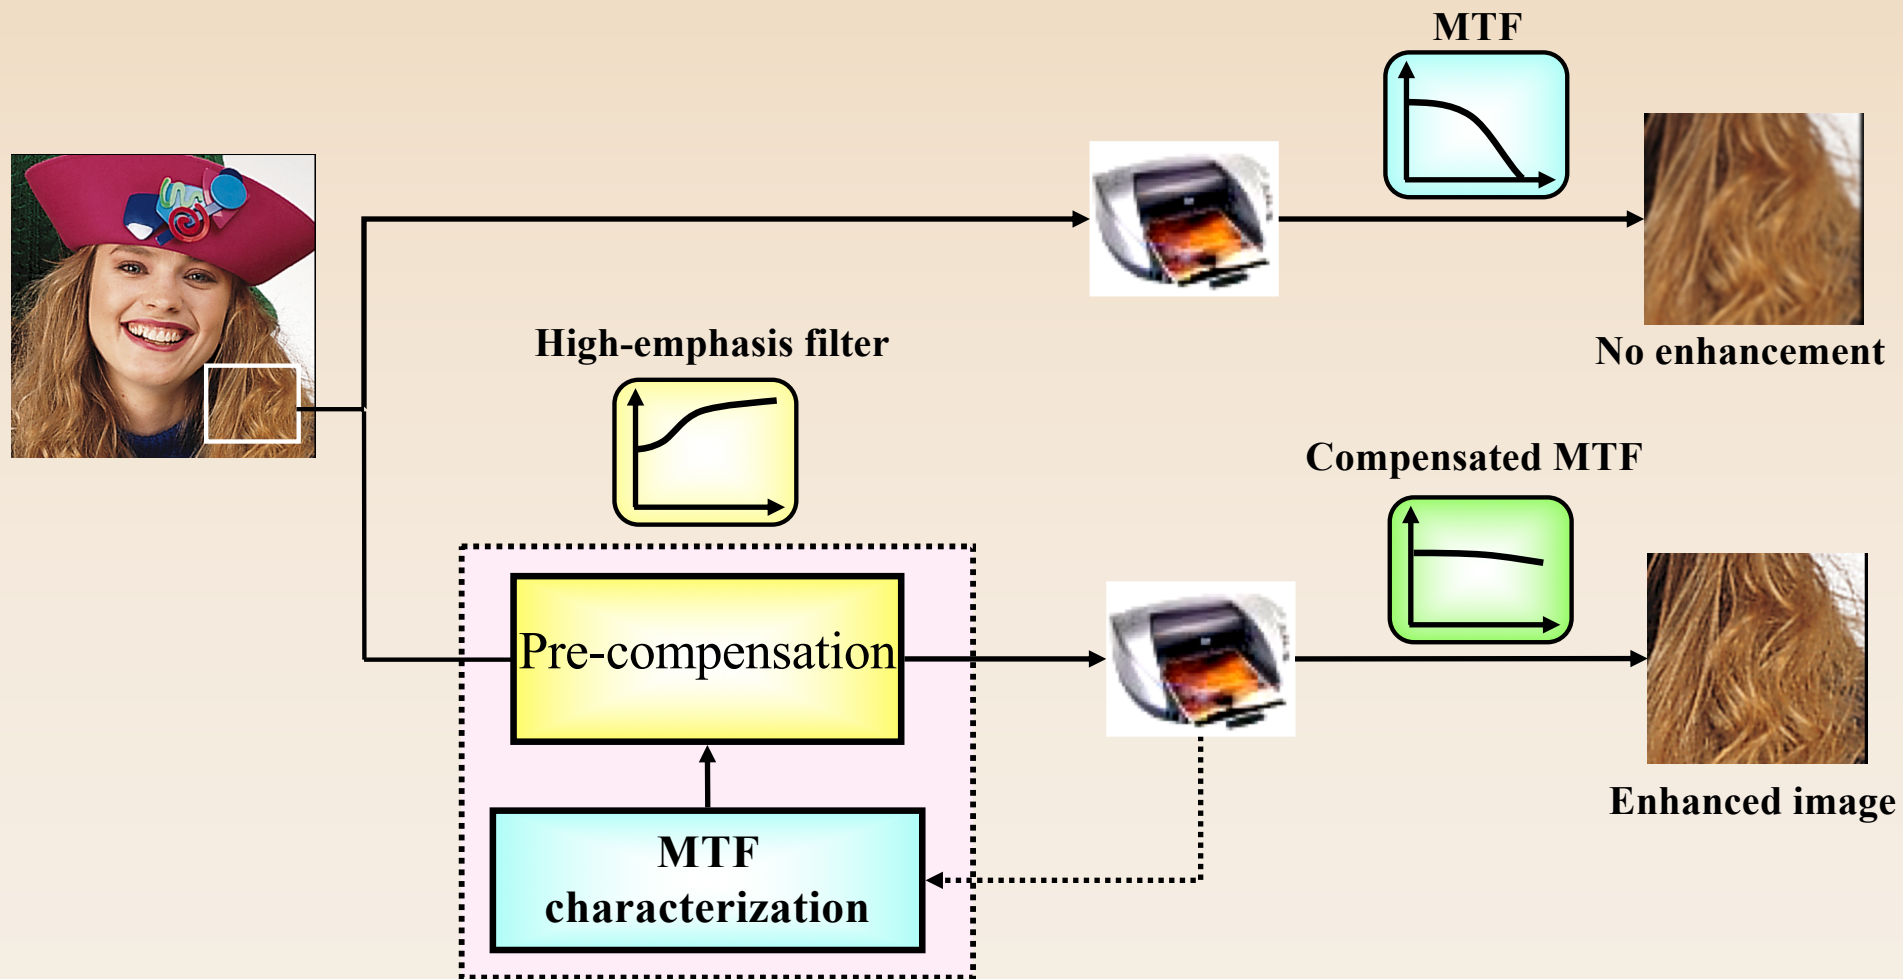 MTF
No enhancement
High-emphasis filter
Compensated MTF
Pre-compensation
Enhanced image
MTF
characterization